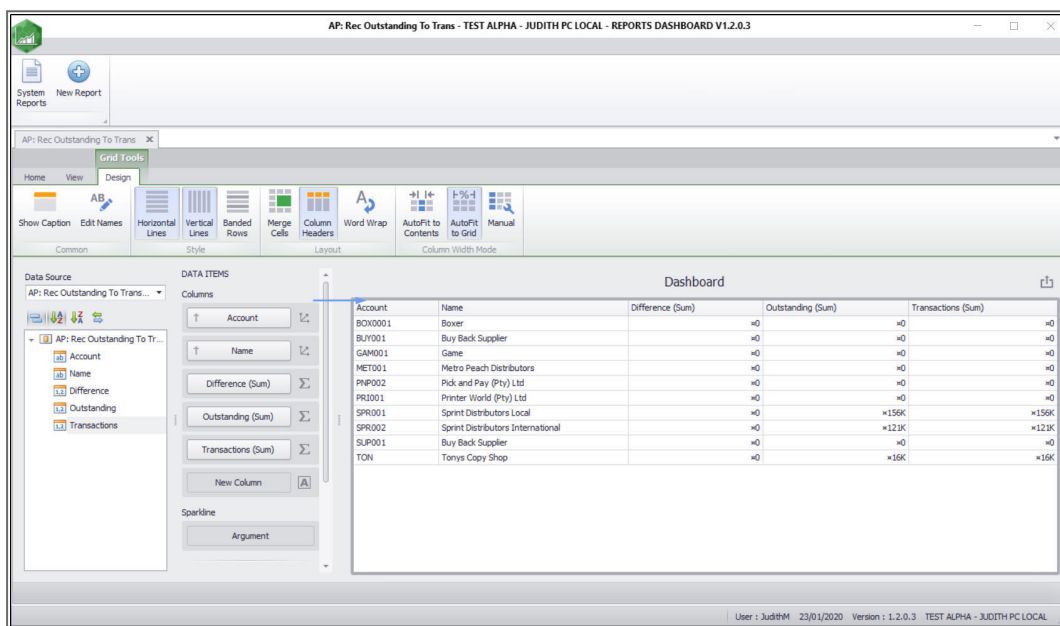 AP: Rec Outstanding To Trans - TEST ALPHA - JUDITH PC LOCAL - REPORTS DASHBOARD V1.2.0.3
System Reports
New Report
AP: Rec Outstanding To Trans
Grid Tools
Home View Design
Show Caption
Edit Names
Horizontal Lines
Vertical Lines
Banded Rows
Merge Cells
Column Headers
Word Wrap
AutoFit to Contents
AutoFit to Grid
Manual
Common Style Layout Column Width Mode
Data Source
AP: Rec Outstanding To Trans...
AP: Rec Outstanding To Tr...
ab Account
ab Name
1,2 Difference
1,2 Outstanding
1,2 Transactions
DATA ITEMS
Columns
Account
Name
Difference (Sum) Σ
Outstanding (Sum) Σ
Transactions (Sum) Σ
New Column A
Sparkline
Argument
Dashboard
Account Name Difference (Sum) Outstanding (Sum) Transactions (Sum)
BOX0001 Boxer ¤0 ¤0 ¤0
BUY001 Buy Back Supplier ¤0 ¤0 ¤0
GAM001 Game ¤0 ¤0 ¤0
MET001 Metro Peach Distributors ¤0 ¤0 ¤0
PNP002 Pick and Pay (Pty) Ltd ¤0 ¤0 ¤0
PRI001 Printer World (Pty) Ltd ¤0 ¤0 ¤0
SPR001 Sprint Distributors Local ¤0 ¤156K ¤156K
SPR002 Sprint Distributors International ¤0 ¤121K ¤121K
SUP001 Buy Back Supplier ¤0 ¤0 ¤0
TON Tonys Copy Shop ¤0 ¤16K ¤16K
User : JudithM 23/01/2020 Version : 1.2.0.3 TEST ALPHA - JUDITH PC LOCAL